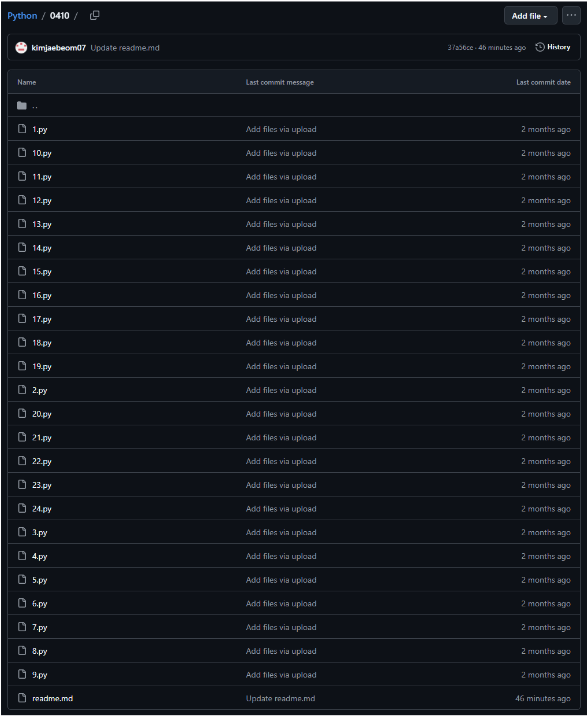 Python / 0410 /
Add file
...
kimjaebeom07 Update readme.md
37a56ce · 46 minutes ago
History
Name Last commit message Last commit date
..
1.py Add files via upload 2 months ago
10.py Add files via upload 2 months ago
11.py Add files via upload 2 months ago
12.py Add files via upload 2 months ago
13.py Add files via upload 2 months ago
14.py Add files via upload 2 months ago
15.py Add files via upload 2 months ago
16.py Add files via upload 2 months ago
17.py Add files via upload 2 months ago
18.py Add files via upload 2 months ago
19.py Add files via upload 2 months ago
2.py Add files via upload 2 months ago
20.py Add files via upload 2 months ago
21.py Add files via upload 2 months ago
22.py Add files via upload 2 months ago
23.py Add files via upload 2 months ago
24.py Add files via upload 2 months ago
3.py Add files via upload 2 months ago
4.py Add files via upload 2 months ago
5.py Add files via upload 2 months ago
6.py Add files via upload 2 months ago
7.py Add files via upload 2 months ago
8.py Add files via upload 2 months ago
9.py Add files via upload 2 months ago
readme.md Update readme.md 46 minutes ago